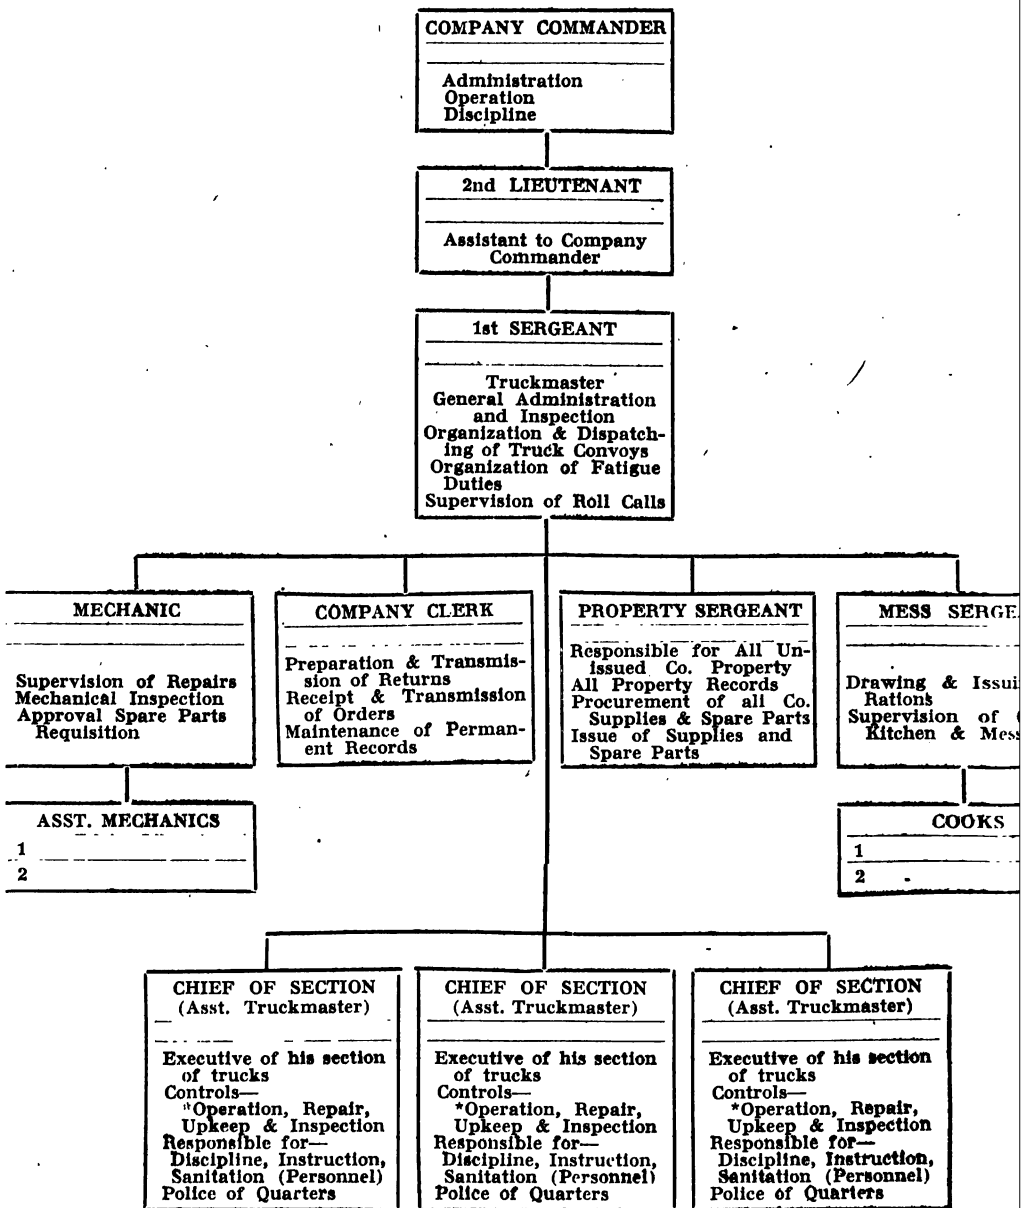 COMPANY COMMANDER
Administration
Operation
Discipline
2nd LIEUTENANT
Assistant to Company
Commander
1st SERGEANT
Truckmaster
General Administration
and Inspection
Organization & Dispatch-
ing of Truck Convoys
Organization of Fatigue
Duties
Supervision of Roll Calls
MECHANIC
Supervision of Repairs
Mechanical Inspection
Approval Spare Parts
Requisition
COMPANY CLERK
Preparation & Transmis-
sion of Returns
Receipt & Transmission
of Orders
Maintenance of Perman-
ent Records
PROPERTY SERGEANT
Responsible for All Un-
issued Co. Property
All Property Records
Procurement of all Co.
Supplies & Spare Parts
Issue of Supplies and
Spare Parts
MESS SERGE
Drawing & Issui
Rations
Supervision of
Kitchen & Mess
ASST. MECHANICS
1
2
COOKS
1
2
CHIEF OF SECTION
(Asst. Truckmaster)
Executive of his section
of trucks
Controls—
*Operation, Repair,
Upkeep & Inspection
Responsible for—
Discipline, Instruction,
Sanitation (Personnel)
Police of Quarters
CHIEF OF SECTION
(Asst. Truckmaster)
Executive of his section
of trucks
Controls—
*Operation, Repair,
Upkeep & Inspection
Responsible for—
Discipline, Instruction,
Sanitation (Personnel)
Police of Quarters
CHIEF OF SECTION
(Asst. Truckmaster)
Executive of his section
of trucks
Controls—
*Operation, Repair,
Upkeep & Inspection
Responsible for—
Discipline, Instruction,
Sanitation (Personnel)
Police of Quarters